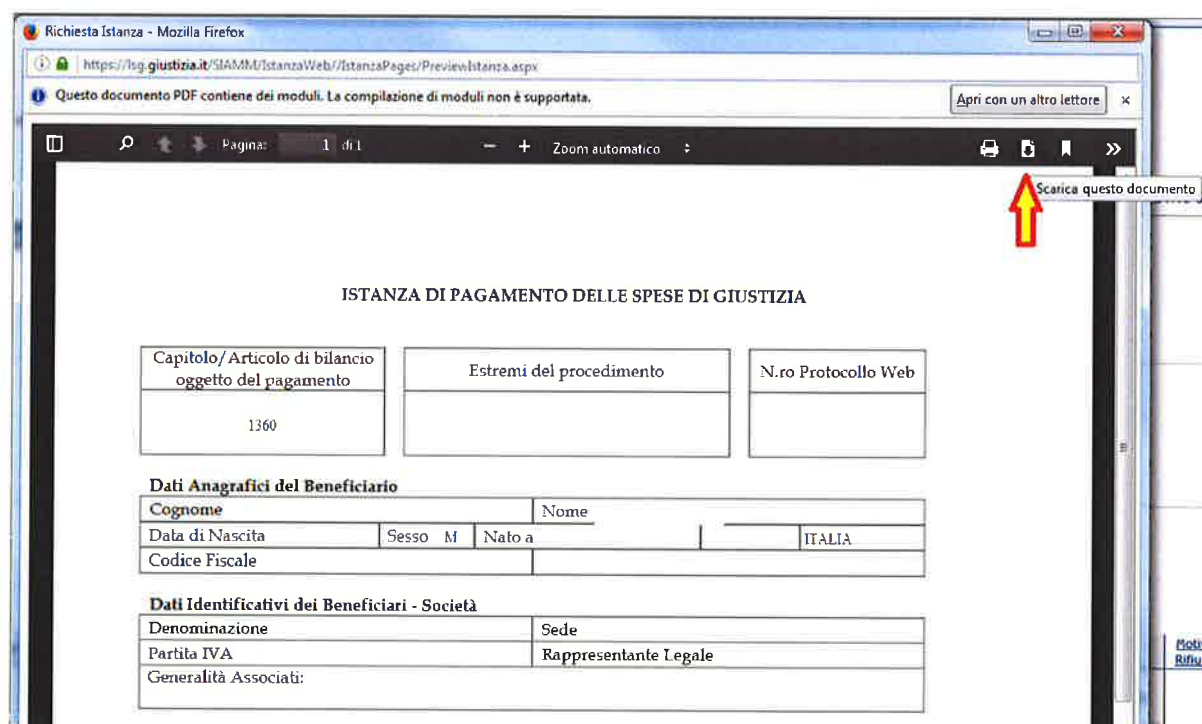 Richiesta Istanza - Mozilla Firefox
https://lsg.giustizia.it/SIAMM/IstanzaWeb//IstanzaPages/PreviewIstanza.aspx
Questo documento PDF contiene dei moduli. La compilazione di moduli non è supportata.
Apri con un altro lettore
Pagina: 1 di 1
Zoom automatico
Scarica questo documento
ISTANZA DI PAGAMENTO DELLE SPESE DI GIUSTIZIA
Capitolo/Articolo di bilancio
oggetto del pagamento
Estremi del procedimento
N.ro Protocollo Web
1360
Dati Anagrafici del Beneficiario
Cognome Nome
Data di Nascita Sesso M Nato a ITALIA
Codice Fiscale
Dati Identificativi dei Beneficiari - Società
Denominazione Sede
Partita IVA Rappresentante Legale
Generalità Associati:
Moti
Rifiu